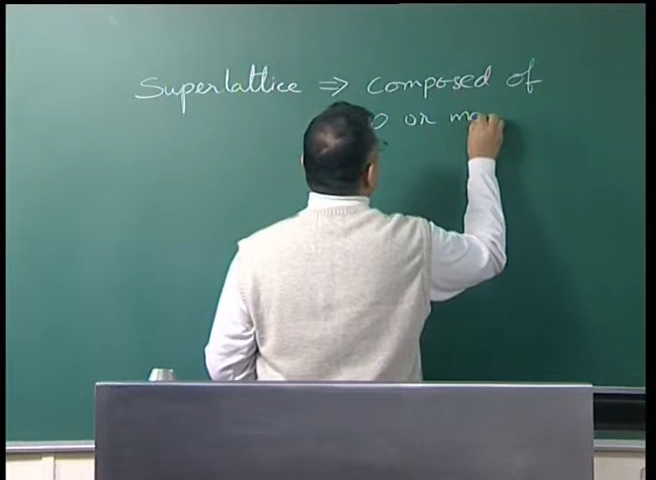 Superlattice ⇒ composed of
or